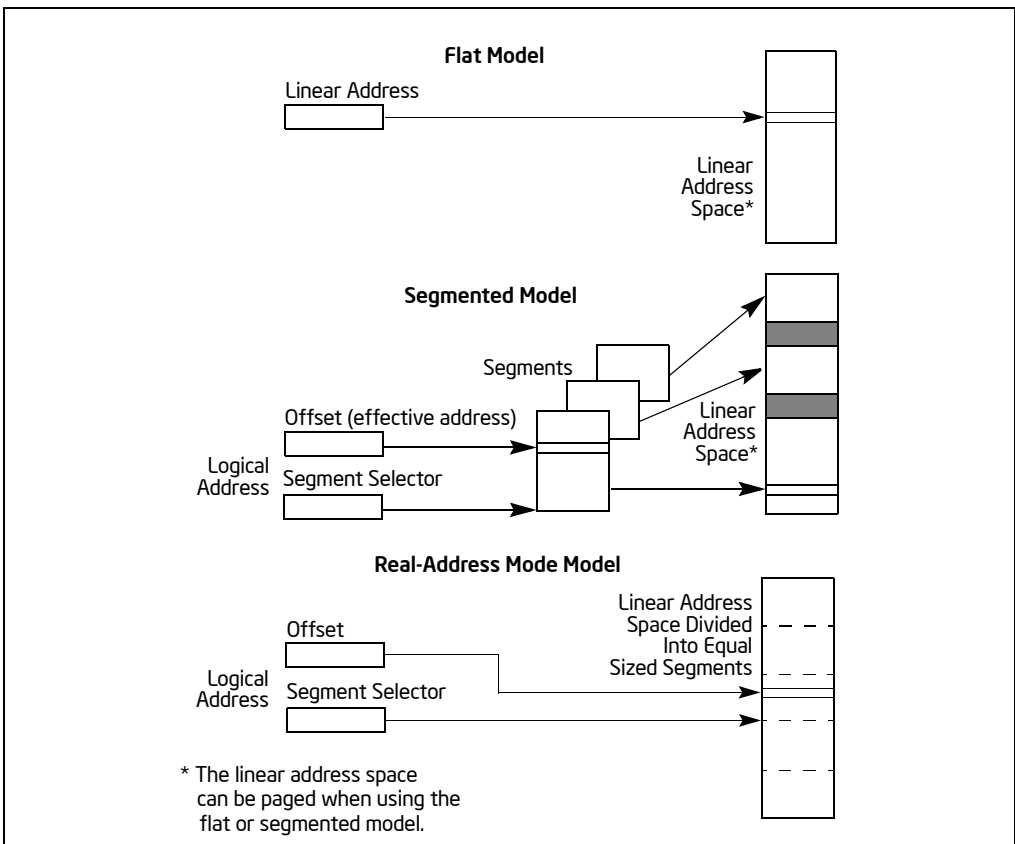 Flat Model
Linear Address
Linear
Address
Space*
Segmented Model
Segments
Offset (effective address)
Logical
Address
Segment Selector
Linear
Address
Space*
Real-Address Mode Model
Offset
Logical
Address
Segment Selector
Linear Address
Space Divided
Into Equal
Sized Segments
* The linear address space
can be paged when using the
flat or segmented model.